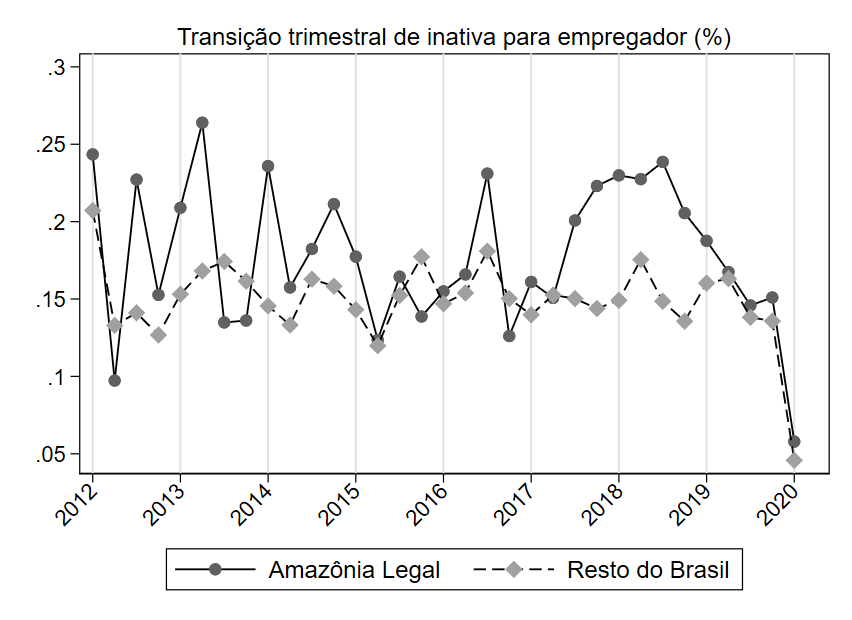 Transição trimestral de inativa para empregador (%)
.3
.25
.2
.15
.1
.05
2012 2013 2014 2015 2016 2017 2018 2019 2020
Amazônia Legal Resto do Brasil